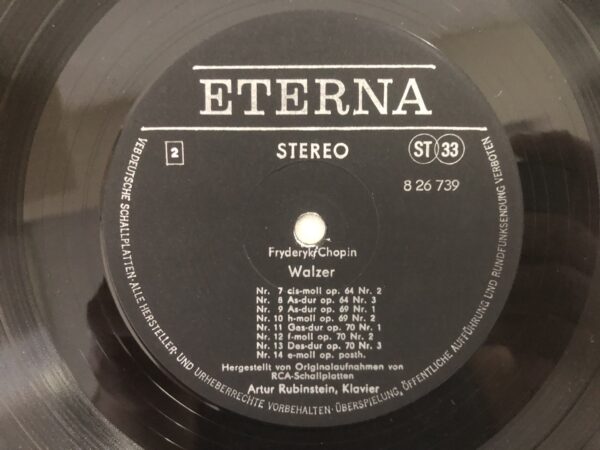 ETERNA
2
STEREO
ST 33
8 26 739
Fryderyk Chopin
Walzer
Nr. 7 cis-moll op. 64 Nr. 2
Nr. 8 As-dur op. 64 Nr. 3
Nr. 9 As-dur op. 69 Nr. 1
Nr. 10 h-moll op. 69 Nr. 2
Nr. 11 Ges-dur op. 70 Nr. 1
Nr. 12 f-moll op. 70 Nr. 2
Nr. 13 Des-dur op. 70 Nr. 3
Nr. 14 e-moll op. posth.
Hergestellt von Originalaufnahmen von
RCA-Schallplatten
Artur Rubinstein, Klavier
VEB DEUTSCHE SCHALLPLATTEN · ALLE HERSTELLER- UND URHEBERRECHTE VORBEHALTEN · ÜBERSPIELUNG, ÖFFENTLICHE AUFFÜHRUNG UND RUNDFUNKSENDUNG VERBOTEN